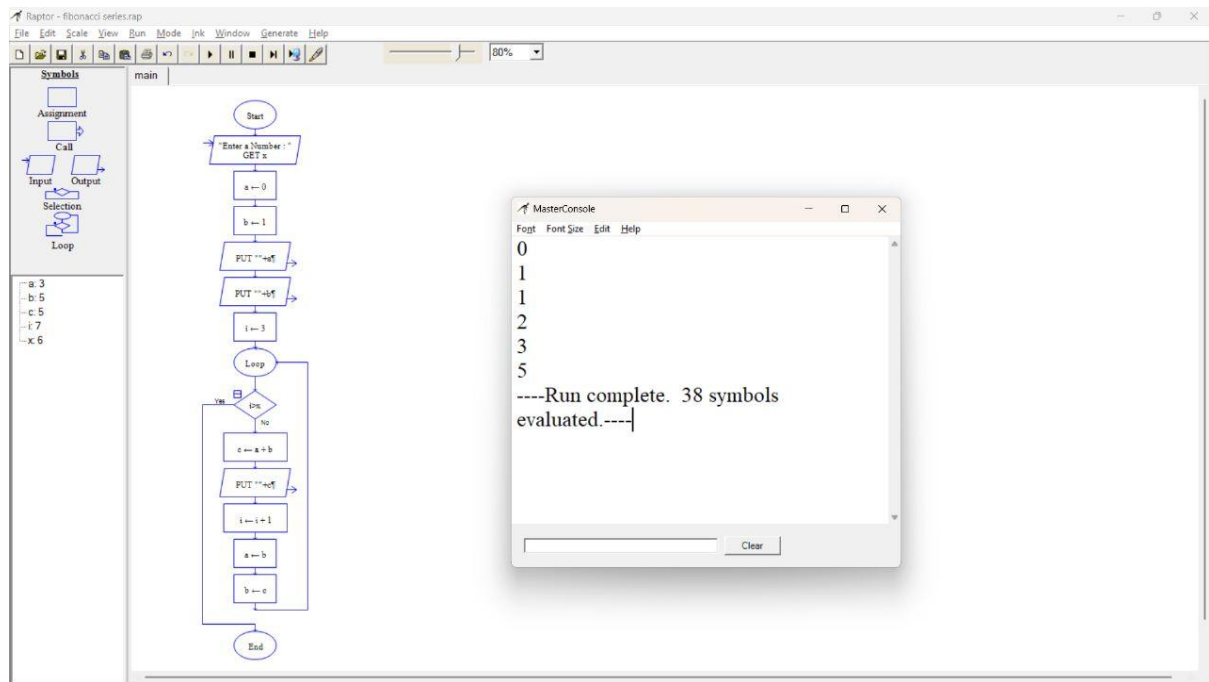 Raptor - fibonacci series.rap
File Edit Scale View Run Mode Ink Window Generate Help
80%
Symbols
Assignment
Call
Input Output
Selection
Loop
a: 3
b: 5
c: 5
i: 7
x: 6
main
Start
"Enter a Number : "
GET x
a ← 0
b ← 1
PUT ""+a¶
PUT ""+b¶
i ← 3
Loop
Yes
i>x
No
c ← a + b
PUT ""+c¶
i ← i + 1
a ← b
b ← c
End
MasterConsole
Font Font Size Edit Help
0
1
1
2
3
5
----Run complete. 38 symbols
evaluated.----
Clear